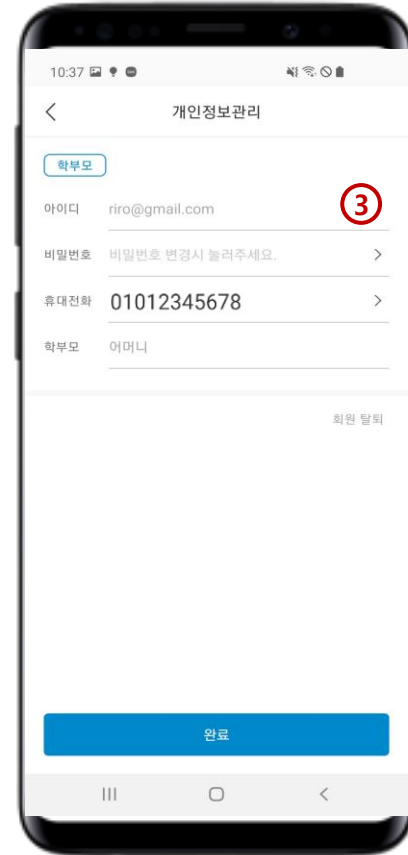 10:37
개인정보관리
학부모
아이디 riro@gmail.com ③
비밀번호 비밀번호 변경시 눌러주세요.
휴대전화 01012345678
학부모 어머니
회원 탈퇴
완료